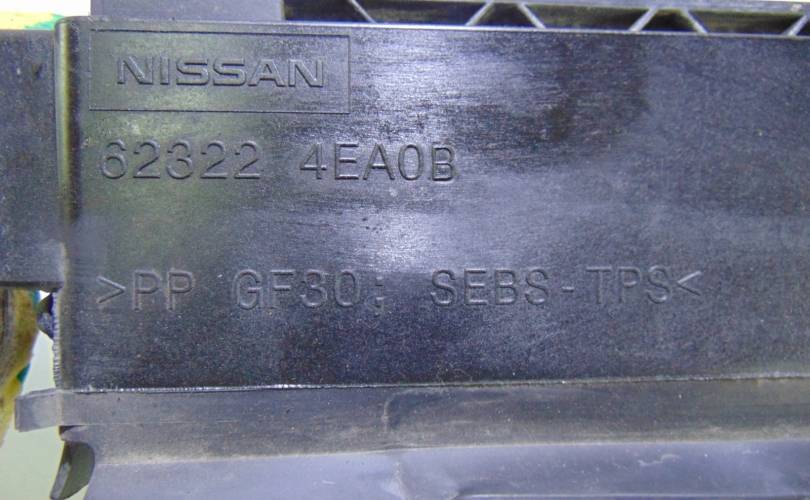 NISSAN
62322 4EA0B
>PP GF30; SEBS-TPS<